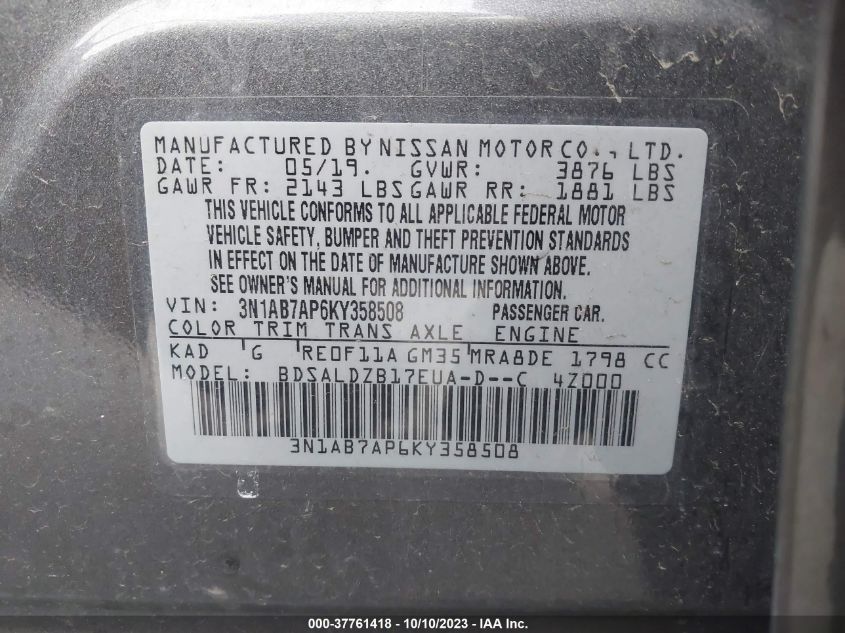 MANUFACTURED BY NISSAN MOTOR CO., LTD.
DATE: 05/19. GVWR: 3876 LBS
GAWR FR: 2143 LBS GAWR RR: 1881 LBS
THIS VEHICLE CONFORMS TO ALL APPLICABLE FEDERAL MOTOR
VEHICLE SAFETY, BUMPER AND THEFT PREVENTION STANDARDS
IN EFFECT ON THE DATE OF MANUFACTURE SHOWN ABOVE.
SEE OWNER'S MANUAL FOR ADDITIONAL INFORMATION.
VIN: 3N1AB7AP6KY358508 PASSENGER CAR.
COLOR TRIM TRANS AXLE ENGINE
KAD G RE0F11A GM35 MRA8DE 1798 CC
MODEL: BDSALDZB17EUA-D--C 4Z000
3N1AB7AP6KY358508
000-37761418 - 10/10/2023 - IAA Inc.